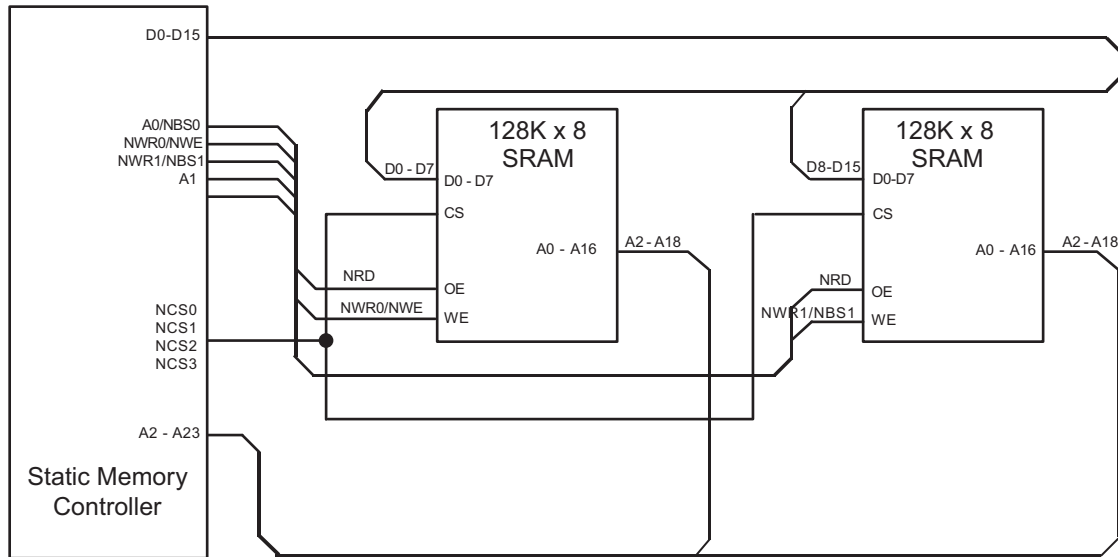 D0-D15
A0/NBS0
NWR0/NWE
NWR1/NBS1
A1
NCS0
NCS1
NCS2
NCS3
A2 - A23
Static Memory
Controller
128K x 8
SRAM
D0 - D7
D0 - D7
CS
A0 - A16
A2 - A18
NRD
OE
NWR0/NWE
WE
128K x 8
SRAM
D8-D15
D0-D7
CS
A0 - A16
A2 - A18
NRD
OE
NWR1/NBS1
WE